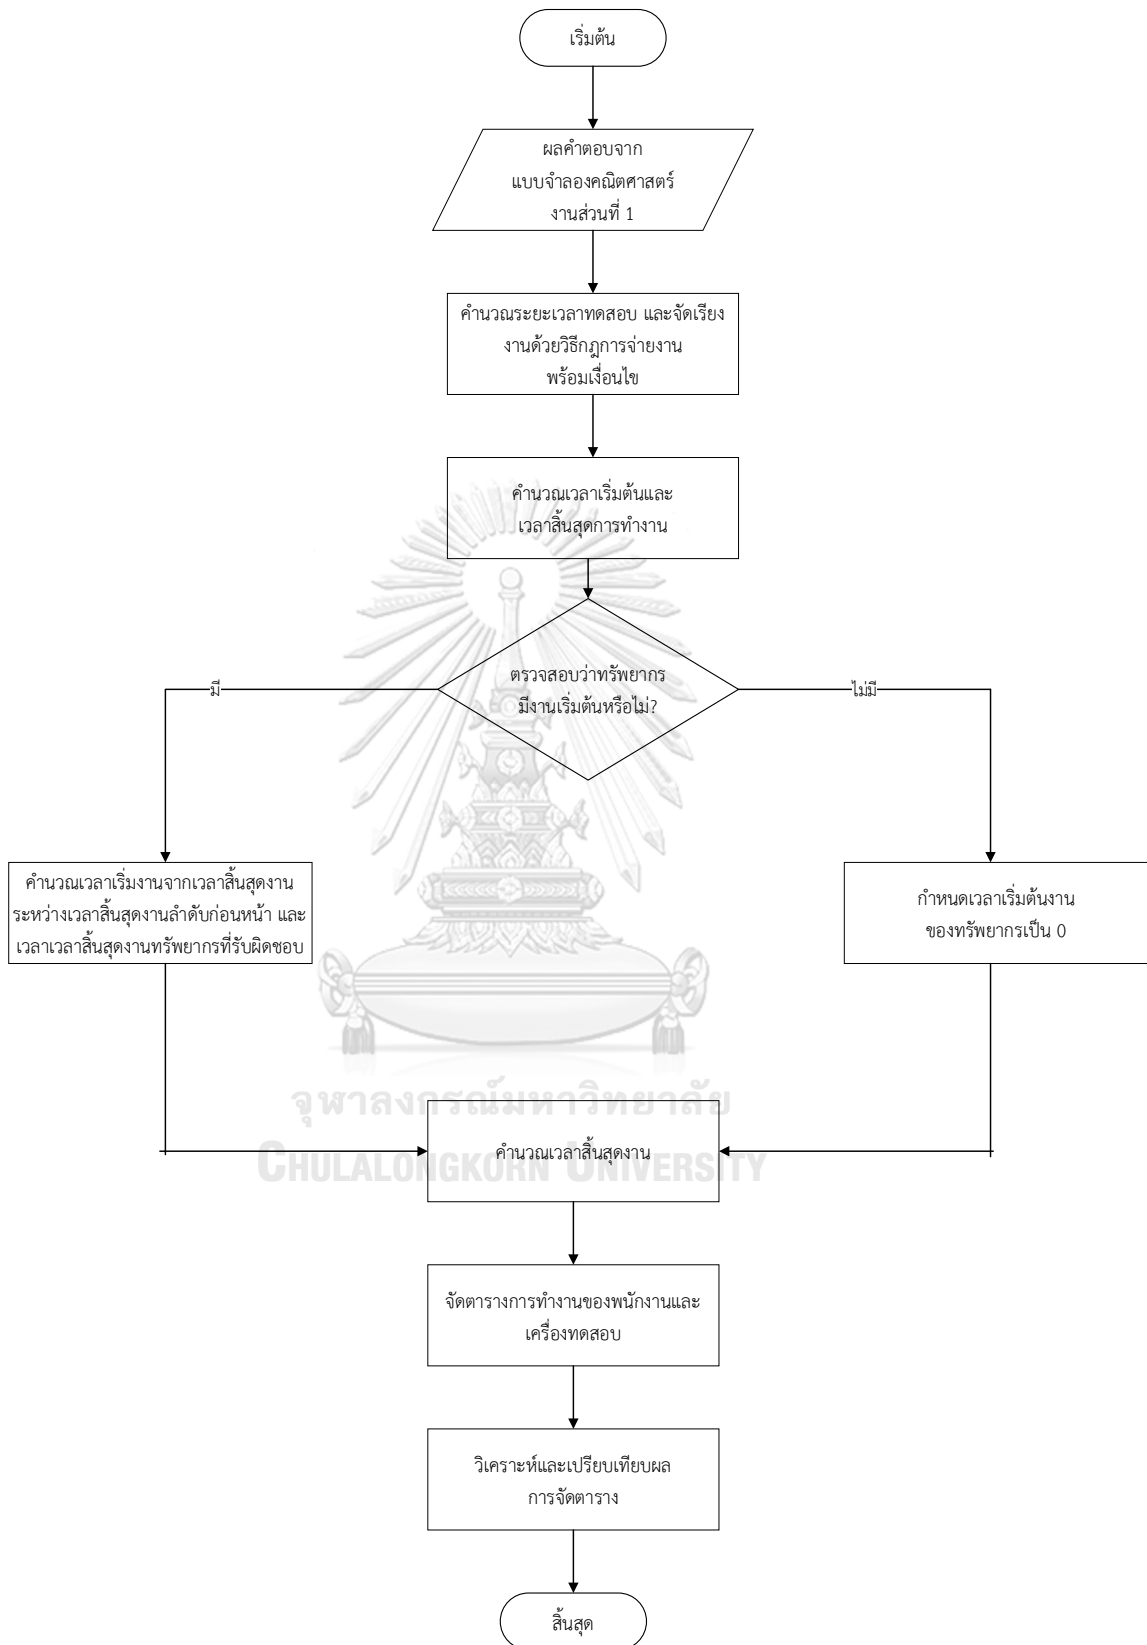 เริ่มต้น
ผลคำตอบจาก
แบบจำลองคณิตศาสตร์
งานส่วนที่ 1
คำนวณระยะเวลาทดสอบ และจัดเรียง
งานด้วยวิธีกฎการจ่ายงาน
พร้อมเงื่อนไข
คำนวณเวลาเริ่มต้นและ
เวลาสิ้นสุดการทำงาน
ตรวจสอบว่าทรัพยากร
มีงานเริ่มต้นหรือไม่?
มี
ไม่มี
คำนวณเวลาเริ่มงานจากเวลาสิ้นสุดงาน
ระหว่างเวลาสิ้นสุดงานลำดับก่อนหน้า และ
เวลาเวลาสิ้นสุดงานทรัพยากรที่รับผิดชอบ
กำหนดเวลาเริ่มต้นงาน
ของทรัพยากรเป็น 0
จุฬาลงกรณ์มหาวิทยาลัย
CHULALONGKORN UNIVERSITY
คำนวณเวลาสิ้นสุดงาน
จัดตารางการทำงานของพนักงานและ
เครื่องทดสอบ
วิเคราะห์และเปรียบเทียบผล
การจัดตาราง
สิ้นสุด